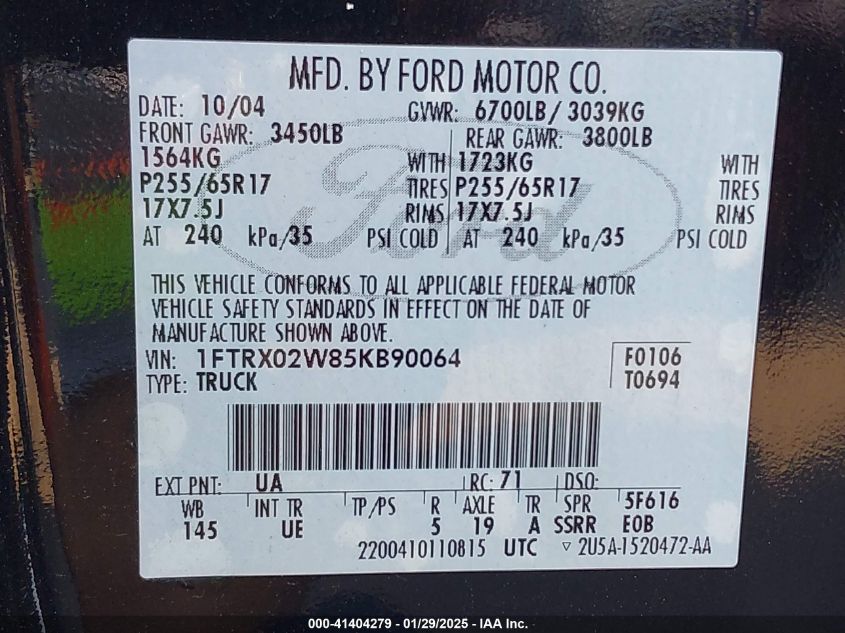 MFD. BY FORD MOTOR CO.
DATE: 10/04 GVWR: 6700LB/ 3039KG
FRONT GAWR: 3450LB REAR GAWR: 3800LB
1564KG WITH 1723KG WITH
P255/65R17 TIRES P255/65R17 TIRES
17X7.5J RIMS 17X7.5J RIMS
AT 240 kPa/35 PSI COLD AT 240 kPa/35 PSI COLD
Ford
THIS VEHICLE CONFORMS TO ALL APPLICABLE FEDERAL MOTOR
VEHICLE SAFETY STANDARDS IN EFFECT ON THE DATE OF
MANUFACTURE SHOWN ABOVE.
VIN: 1FTRX02W85KB90064 F0106
TYPE: TRUCK T0694
EXT PNT: UA RC: 71 DSO:
WB INT TR TP/PS R AXLE TR SPR 5F616
145 UE 5 19 A SSRR EOB
2200410110815 UTC ▽ 2U5A-1520472-AA
000-41404279 - 01/29/2025 - IAA Inc.